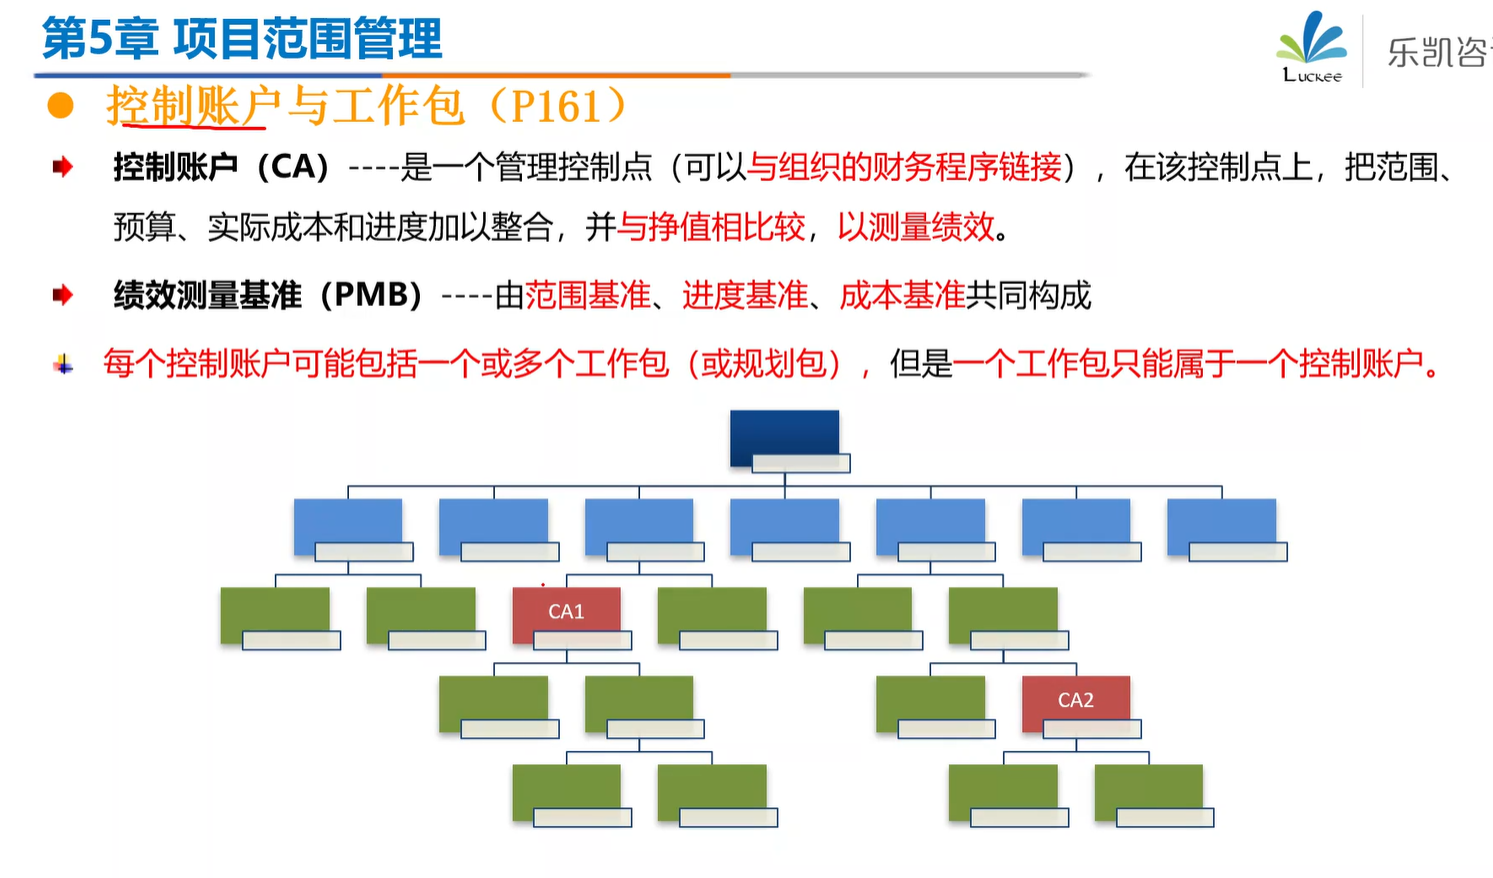 第5章 项目范围管理
LUCKEE
乐凯咨
控制账户与工作包（P161）
控制账户（CA）----是一个管理控制点（可以与组织的财务程序链接），在该控制点上，把范围、
预算、实际成本和进度加以整合，并与挣值相比较，以测量绩效。
绩效测量基准（PMB）----由范围基准、进度基准、成本基准共同构成
每个控制账户可能包括一个或多个工作包（或规划包），但是一个工作包只能属于一个控制账户。
CA1
CA2